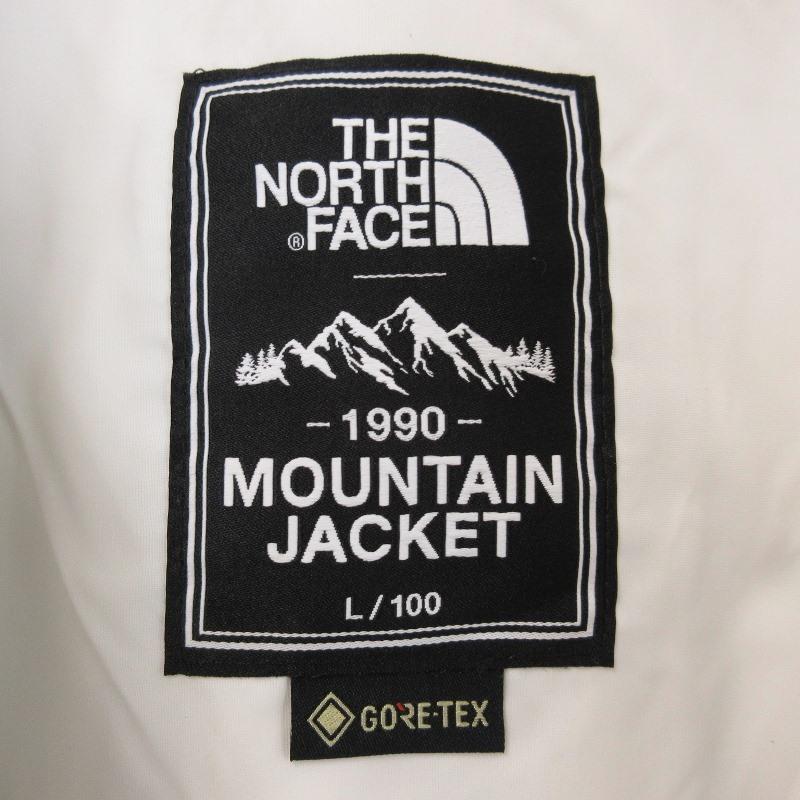 THE
NORTH
®FACE
-1990-
MOUNTAIN
JACKET
L/100
GORE-TEX